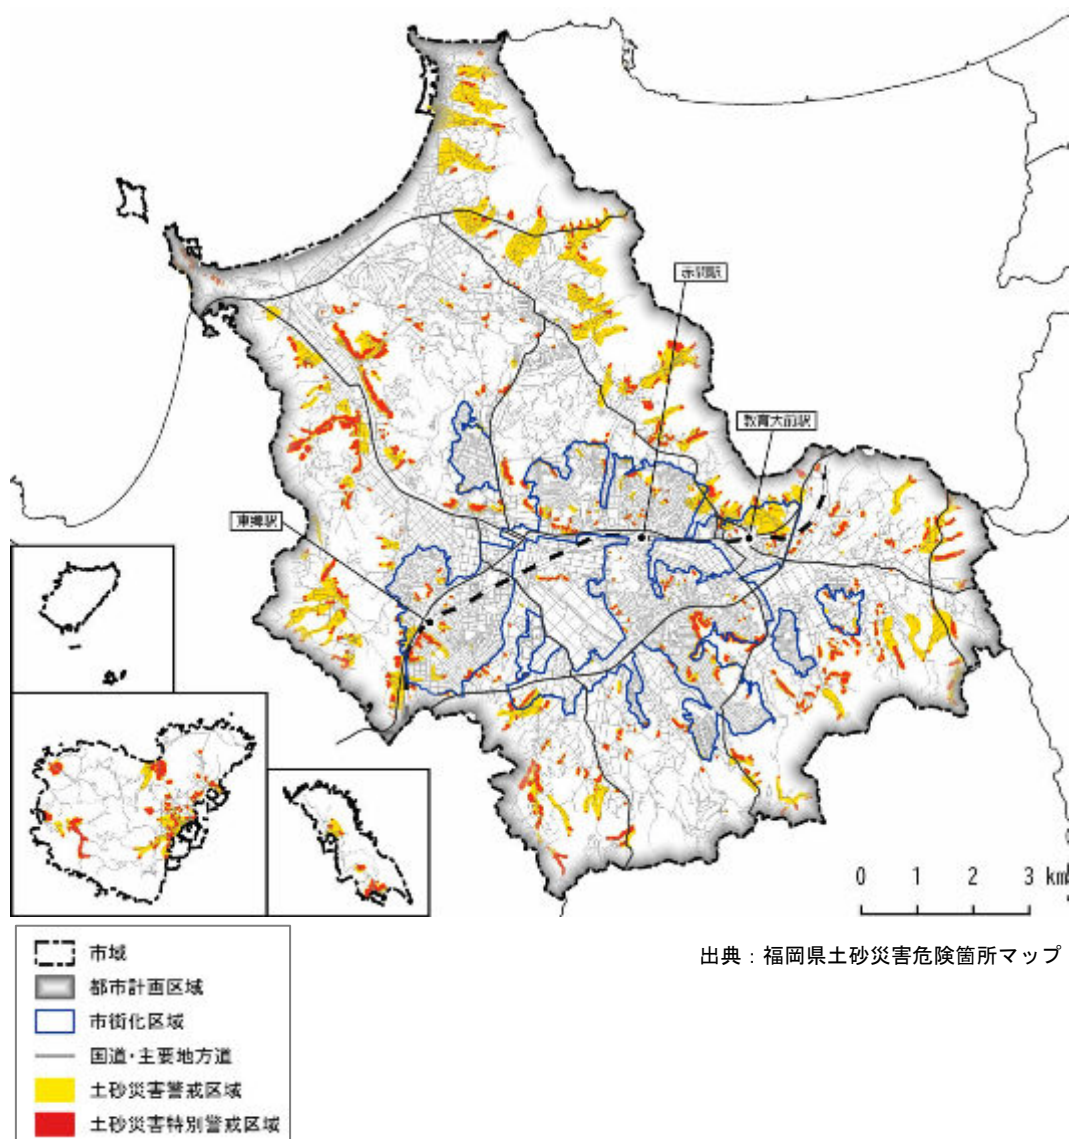 赤間駅
教育大前駅
東郷駅
0 1 2 3 km
出典：福岡県土砂災害危険箇所マップ
市域
都市計画区域
市街化区域
国道・主要地方道
土砂災害警戒区域
土砂災害特別警戒区域